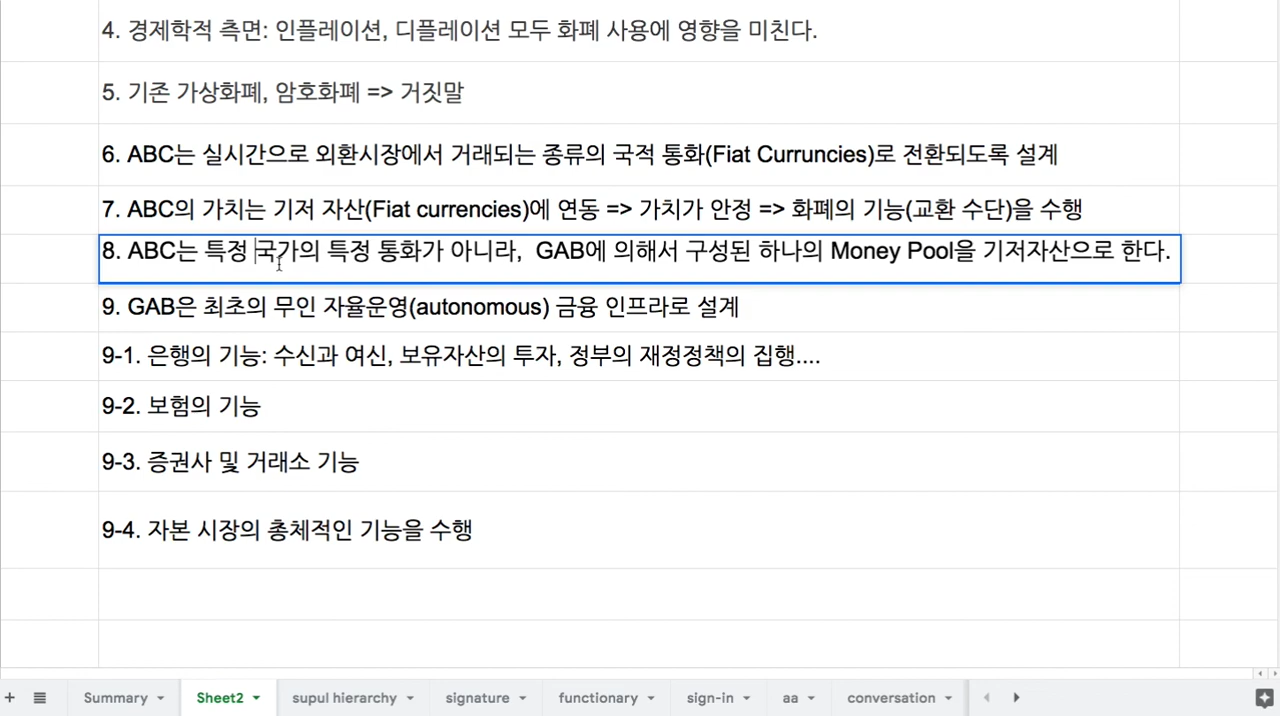 4. 경제학적 측면: 인플레이션, 디플레이션 모두 화폐 사용에 영향을 미친다.
5. 기존 가상화폐, 암호화폐 => 거짓말
6. ABC는 실시간으로 외환시장에서 거래되는 종류의 국적 통화(Fiat Curruncies)로 전환되도록 설계
7. ABC의 가치는 기저 자산(Fiat currencies)에 연동 => 가치가 안정 => 화폐의 기능(교환 수단)을 수행
8. ABC는 특정 국가의 특정 통화가 아니라,  GAB에 의해서 구성된 하나의 Money Pool을 기저자산으로 한다.
9. GAB은 최초의 무인 자율운영(autonomous) 금융 인프라로 설계
9-1. 은행의 기능: 수신과 여신, 보유자산의 투자, 정부의 재정정책의 집행....
9-2. 보험의 기능
9-3. 증권사 및 거래소 기능
9-4. 자본 시장의 총체적인 기능을 수행
+ Summary Sheet2 supul hierarchy signature functionary sign-in aa conversation